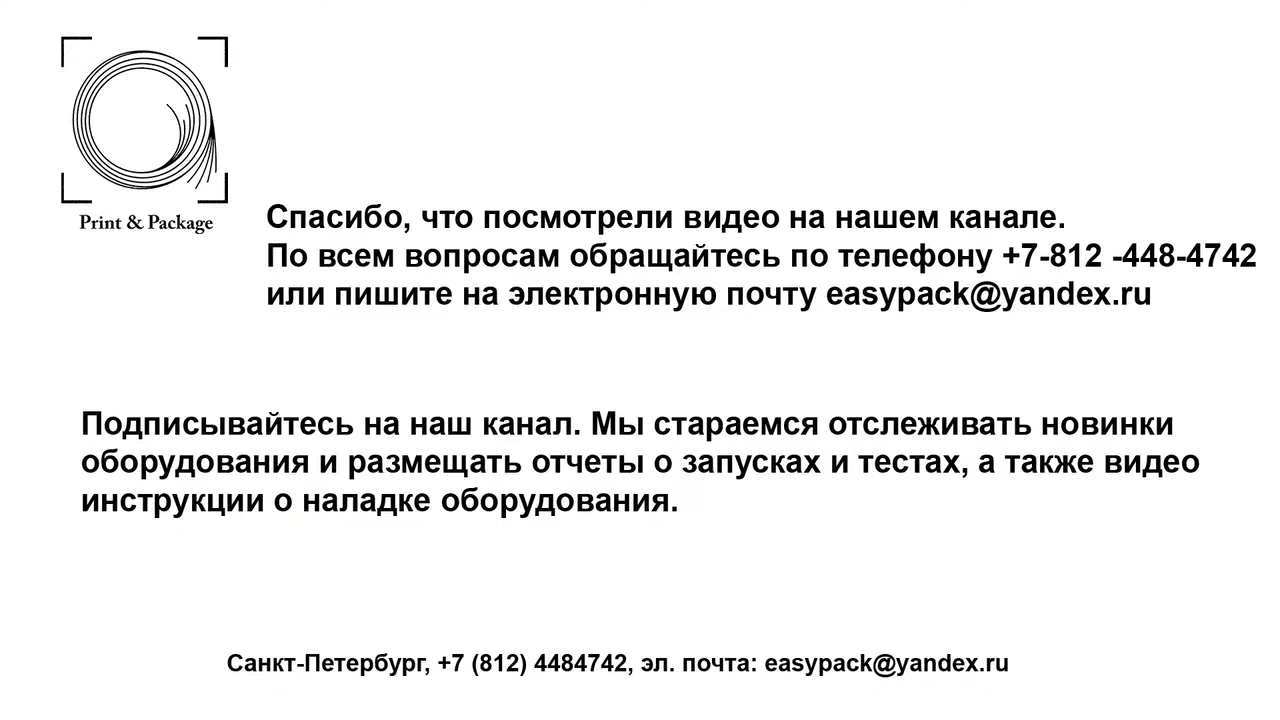 Print & Package
Спасибо, что посмотрели видео на нашем канале.
По всем вопросам обращайтесь по телефону +7-812 -448-4742
или пишите на электронную почту easypack@yandex.ru
Подписывайтесь на наш канал. Мы стараемся отслеживать новинки
оборудования и размещать отчеты о запусках и тестах, а также видео
инструкции о наладке оборудования.
Санкт-Петербург, +7 (812) 4484742, эл. почта: easypack@yandex.ru